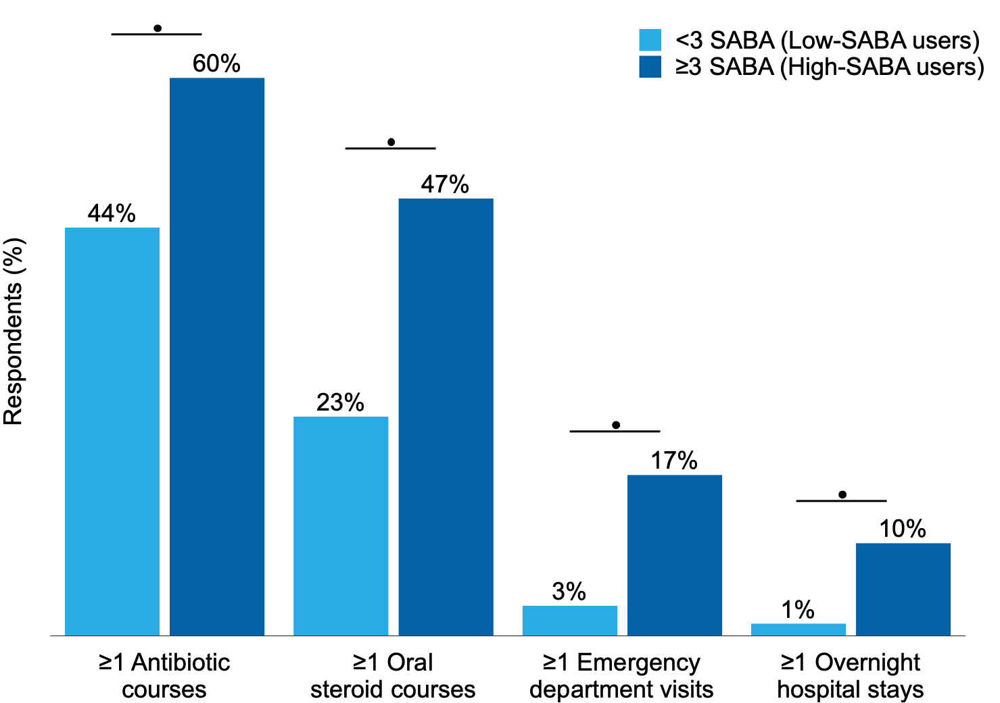 <3 SABA (Low-SABA users)
≥3 SABA (High-SABA users)
Respondents (%)
44%
60%
23%
47%
3%
17%
1%
10%
≥1 Antibiotic
courses
≥1 Oral
steroid courses
≥1 Emergency
department visits
≥1 Overnight
hospital stays